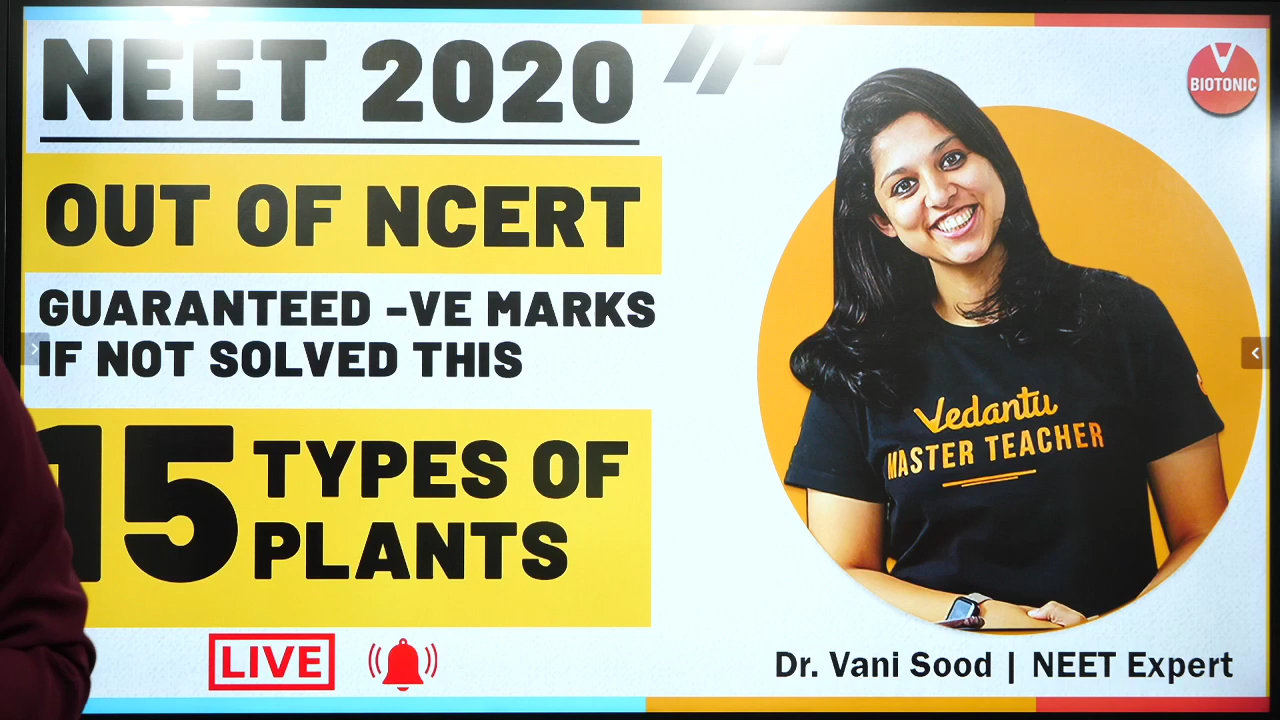 NEET 2020
OUT OF NCERT
GUARANTEED -VE MARKS
IF NOT SOLVED THIS
15 TYPES OF
PLANTS
LIVE
V
BIOTONIC
Vedantu
MASTER TEACHER
Dr. Vani Sood | NEET Expert